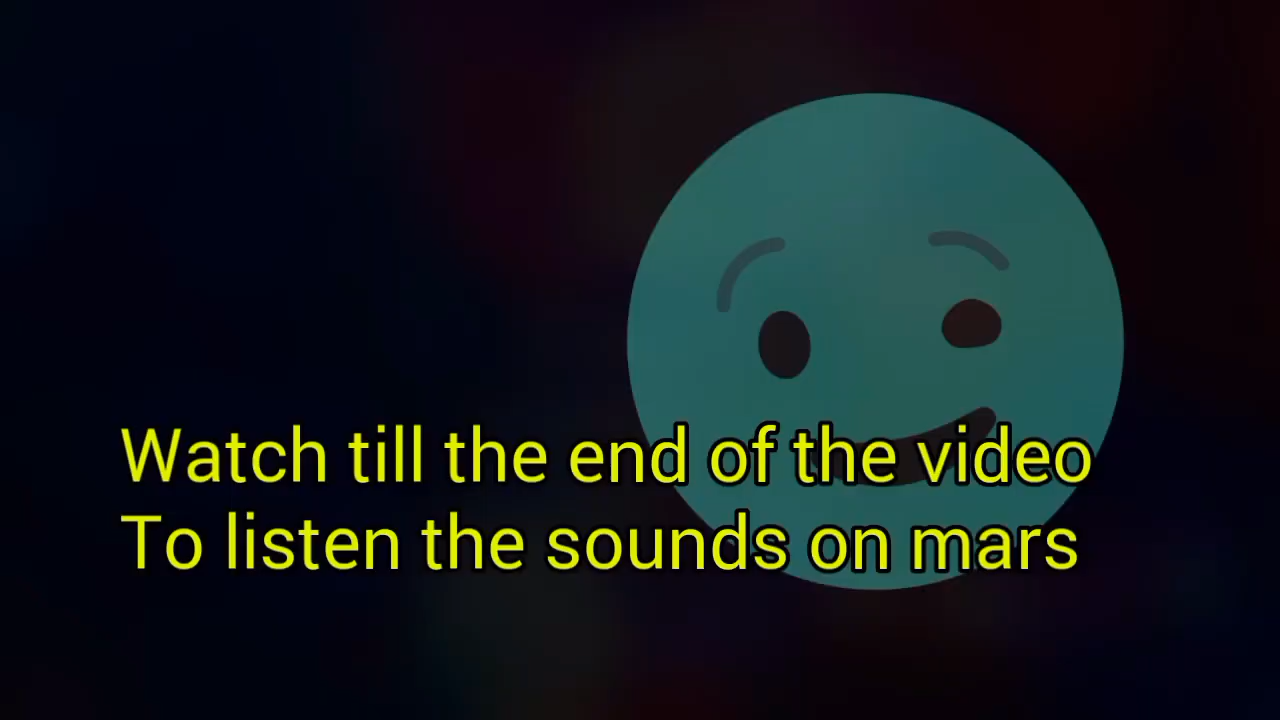 Watch till the end of the video
To listen the sounds on mars